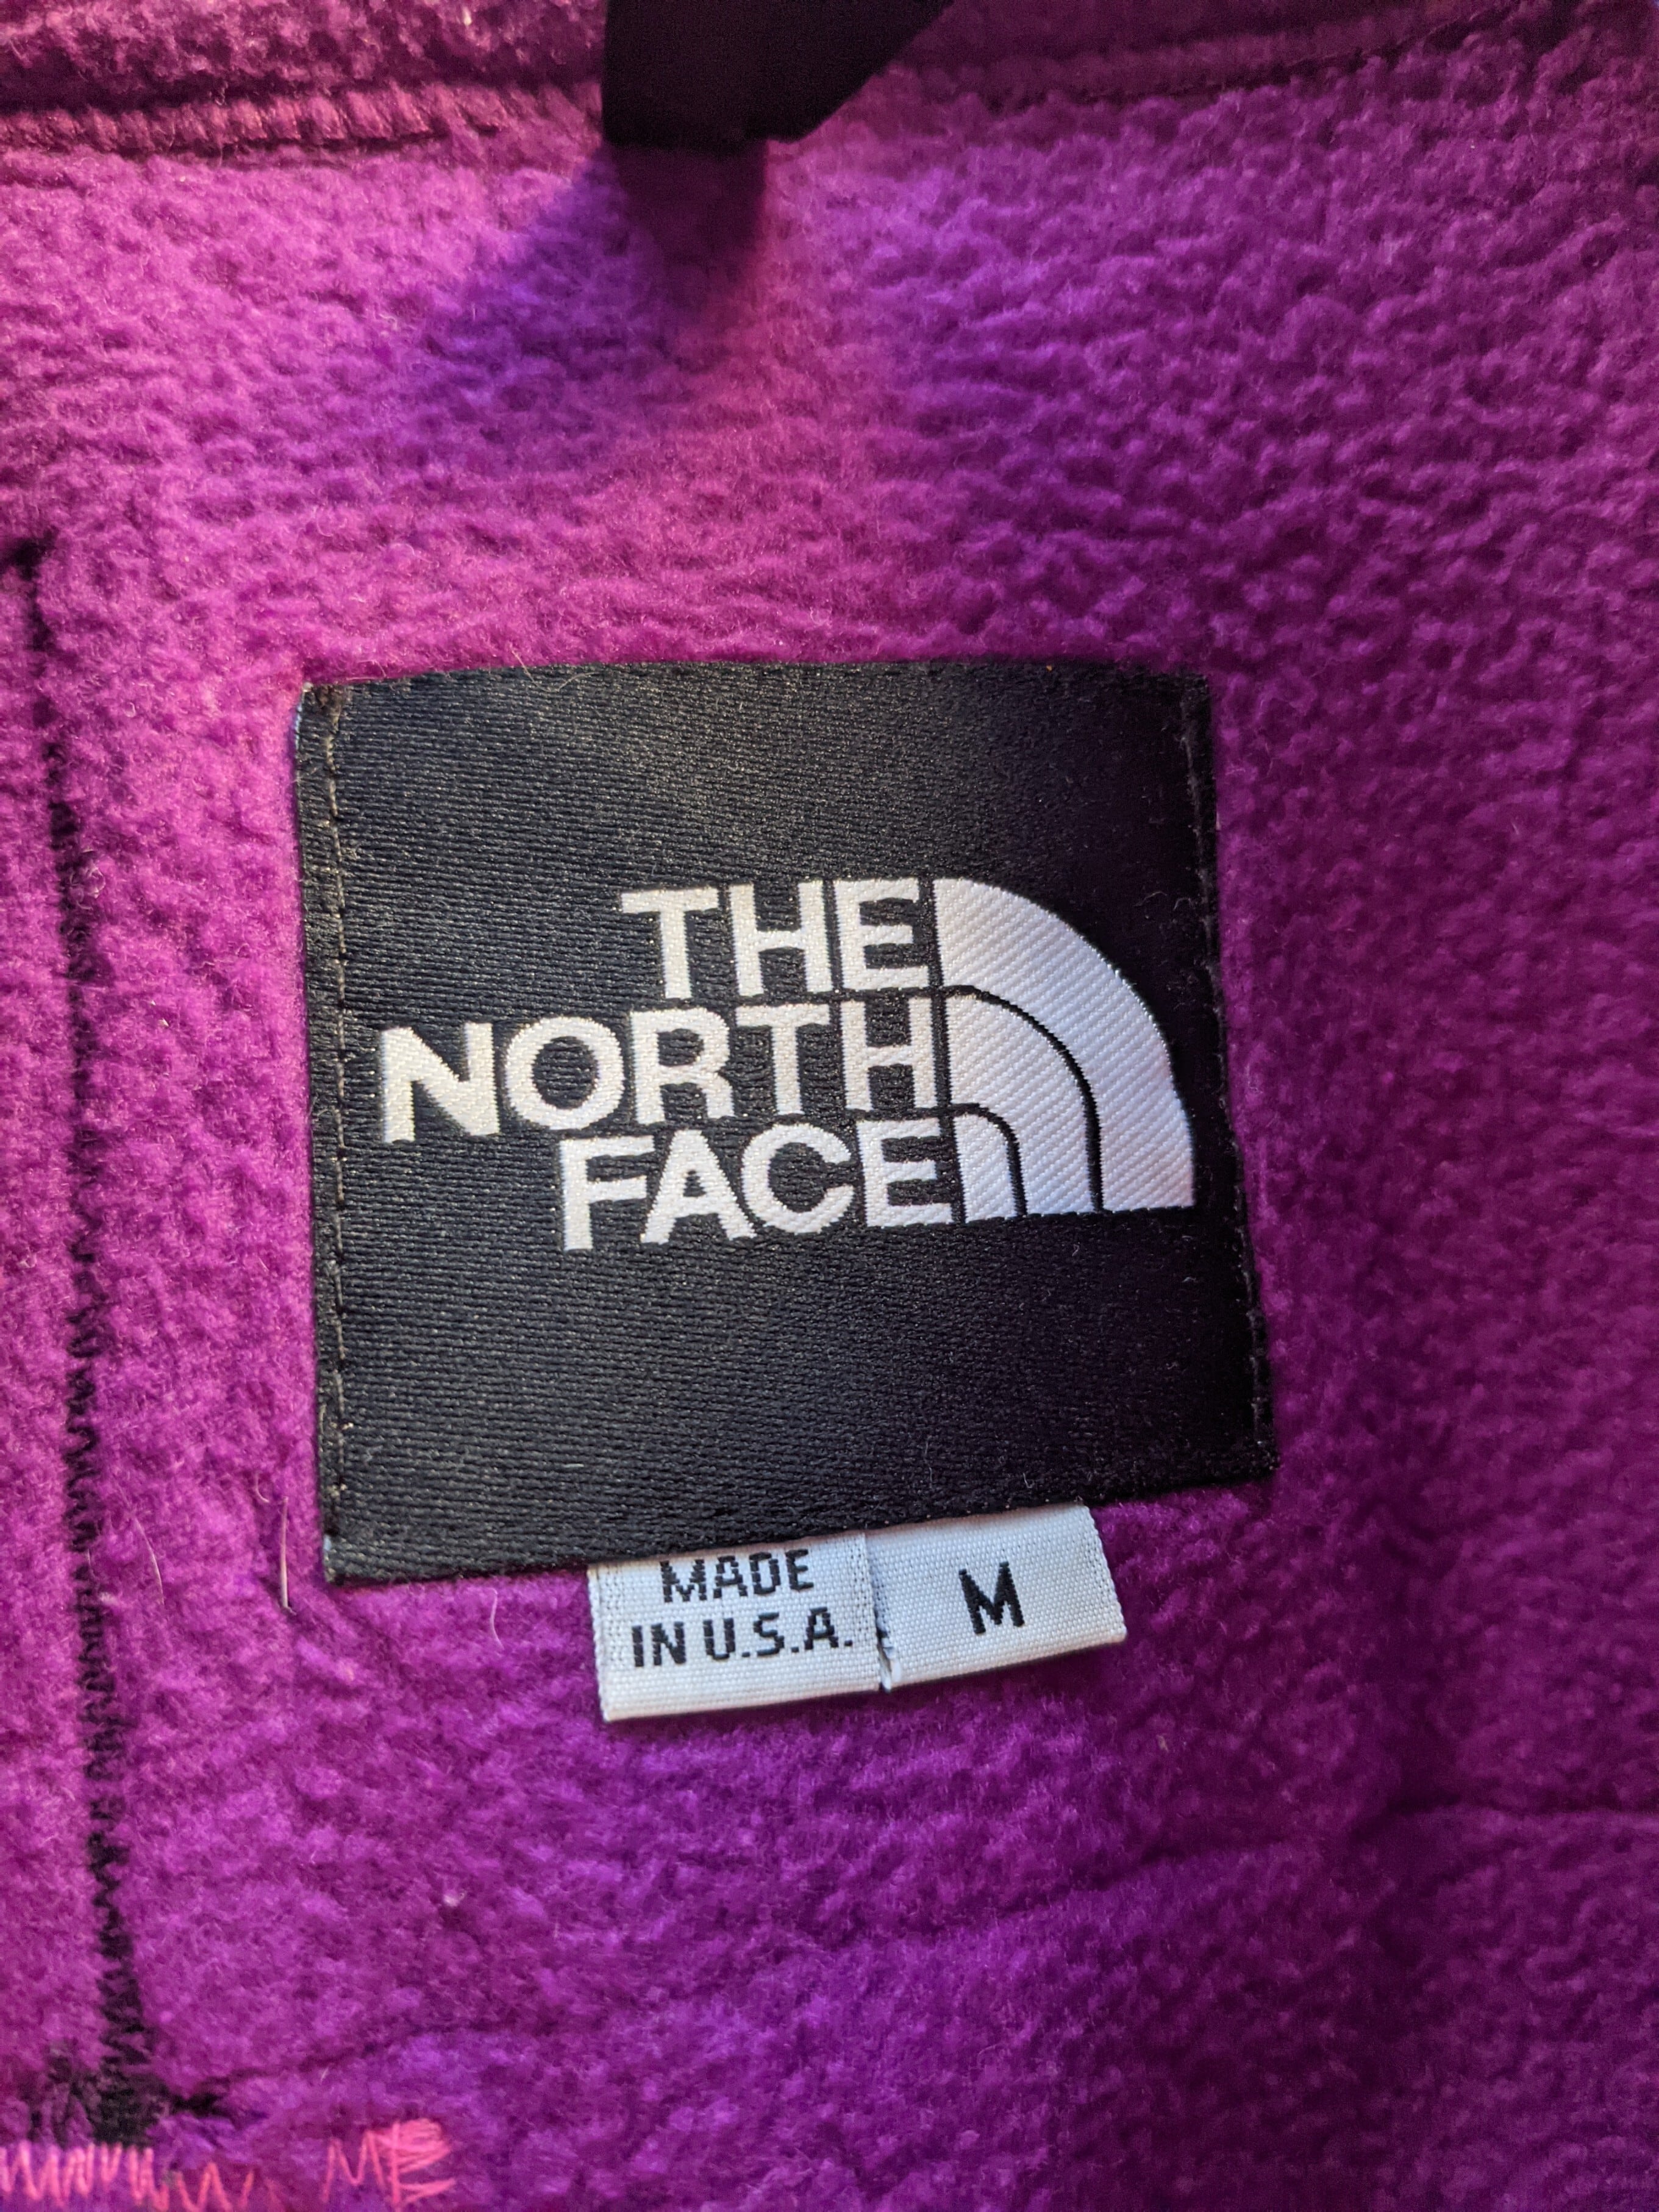 THE
NORTH
FACE
MADE
IN U.S.A.
M